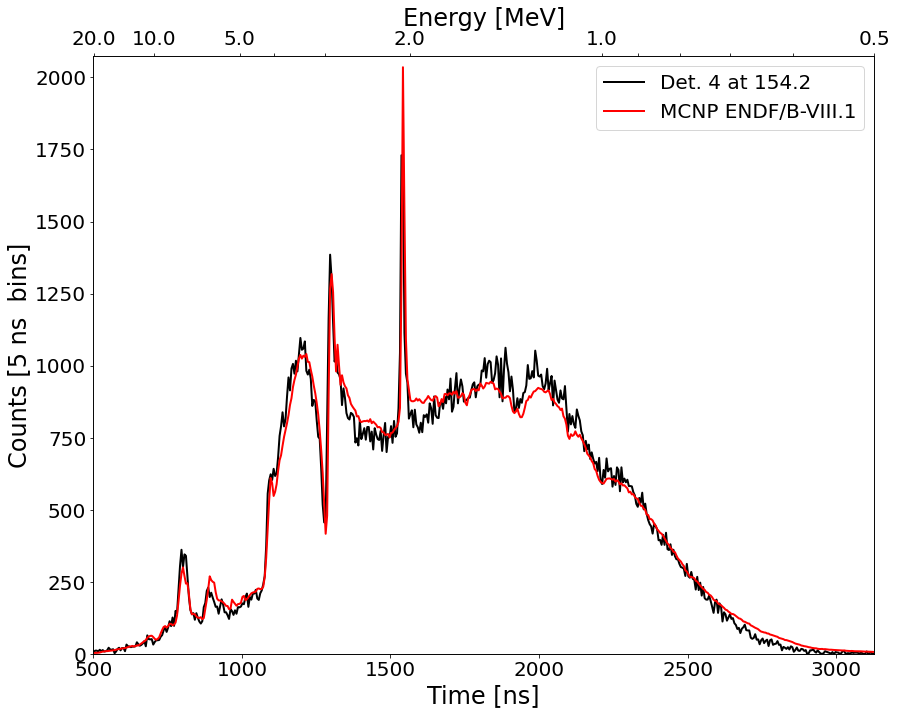 Energy [MeV]
20.0 10.0 5.0 2.0 1.0 0.5
Det. 4 at 154.2
MCNP ENDF/B-VIII.1
Counts [5 ns  bins]
2000
1750
1500
1250
1000
750
500
250
0
500 1000 1500 2000 2500 3000
Time [ns]